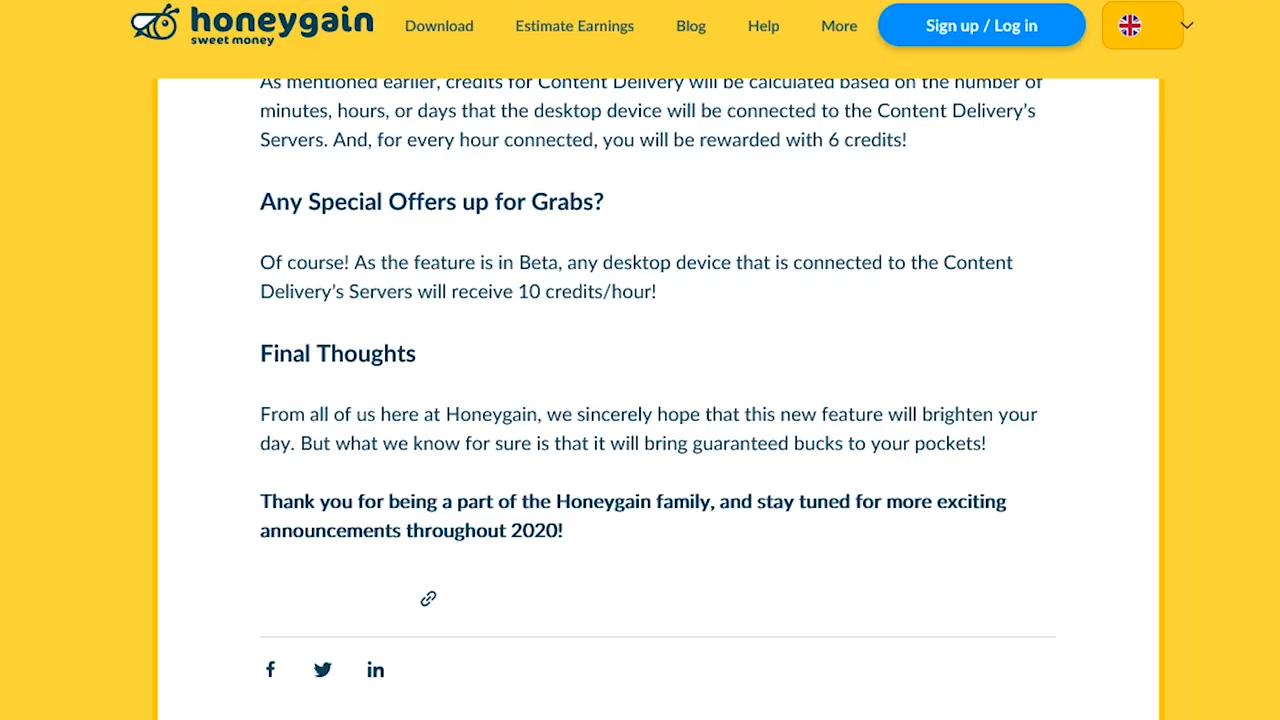 honeygain
sweet money
Download
Estimate Earnings
Blog
Help
More
Sign up / Log in
As mentioned earlier, credits for Content Delivery will be calculated based on the number of
minutes, hours, or days that the desktop device will be connected to the Content Delivery’s
Servers. And, for every hour connected, you will be rewarded with 6 credits!
Any Special Offers up for Grabs?
Of course! As the feature is in Beta, any desktop device that is connected to the Content
Delivery’s Servers will receive 10 credits/hour!
Final Thoughts
From all of us here at Honeygain, we sincerely hope that this new feature will brighten your
day. But what we know for sure is that it will bring guaranteed bucks to your pockets!
Thank you for being a part of the Honeygain family, and stay tuned for more exciting
announcements throughout 2020!